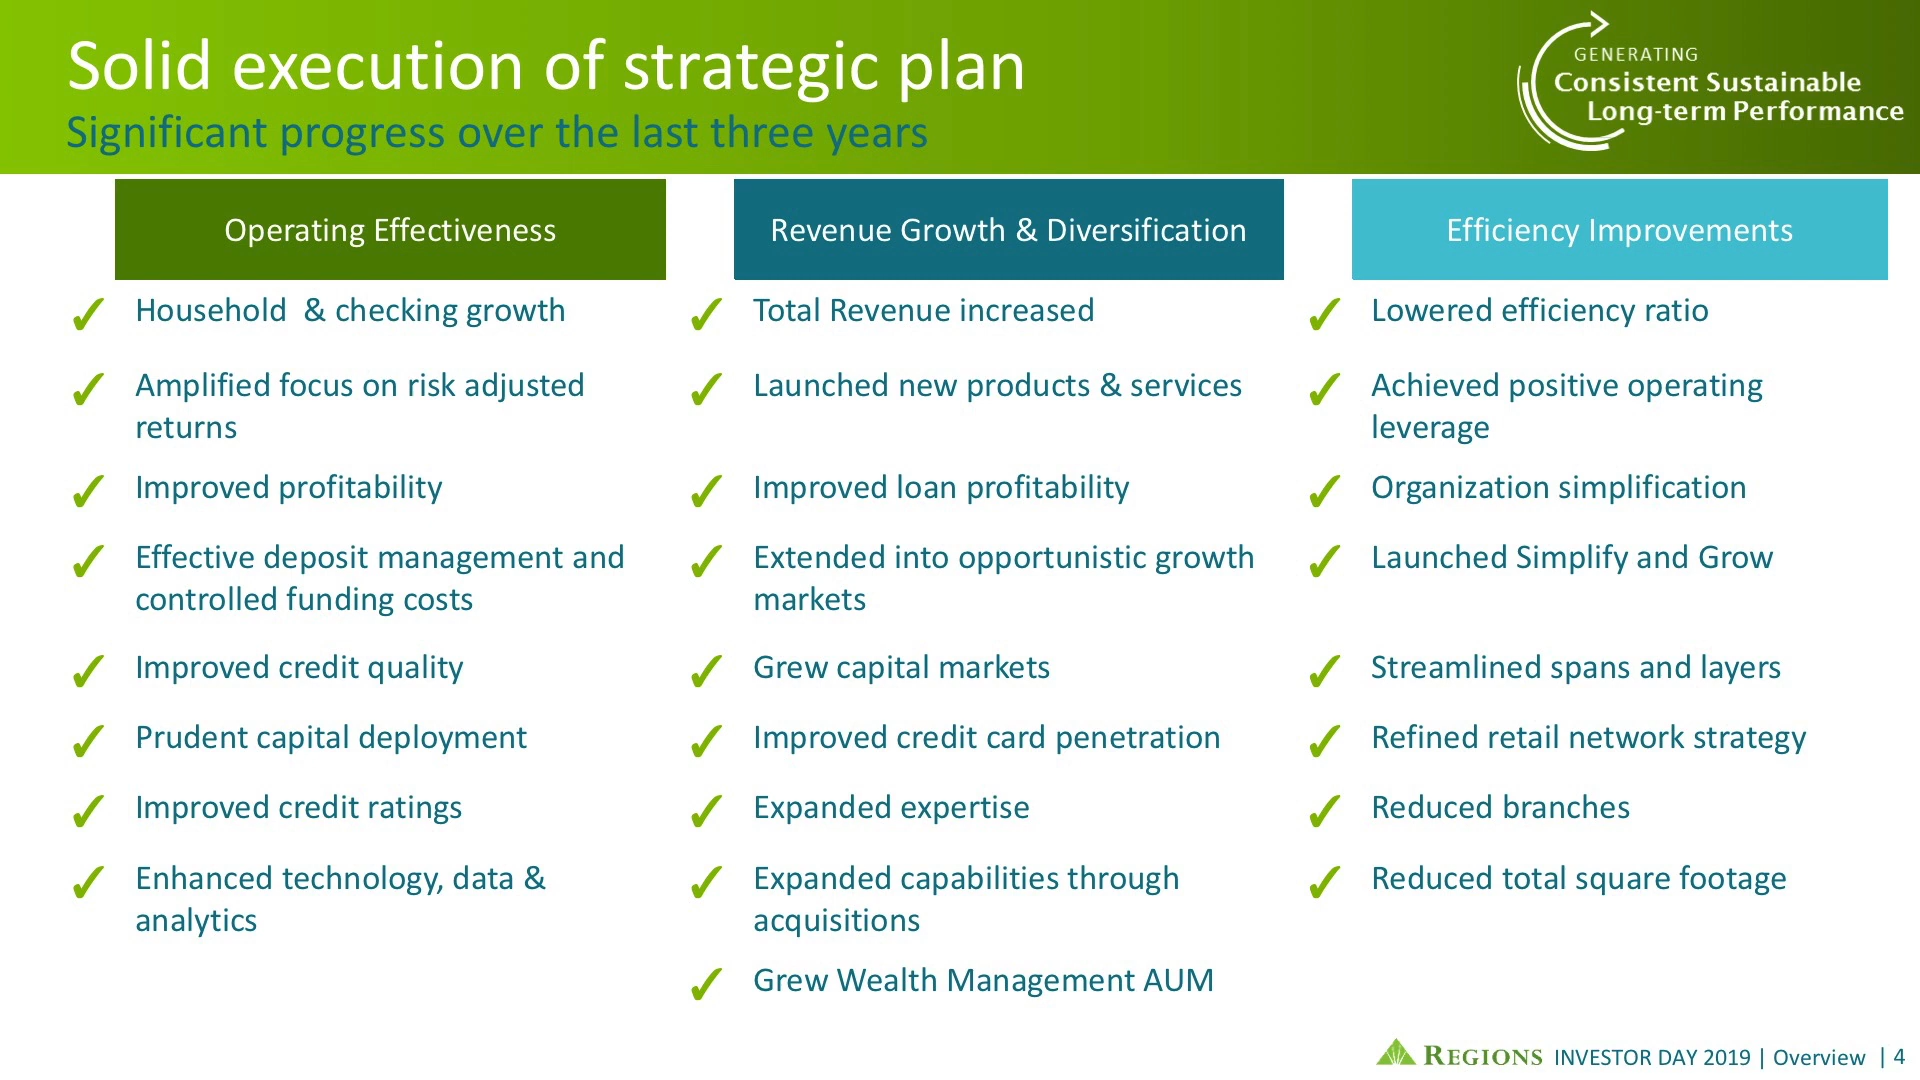 Solid execution of strategic plan
Significant progress over the last three years
GENERATING
Consistent Sustainable
Long-term Performance
Operating Effectiveness
✓ Household & checking growth
✓ Amplified focus on risk adjusted
returns
✓ Improved profitability
✓ Effective deposit management and
controlled funding costs
✓ Improved credit quality
✓ Prudent capital deployment
✓ Improved credit ratings
✓ Enhanced technology, data &
analytics
Revenue Growth & Diversification
✓ Total Revenue increased
✓ Launched new products & services
✓ Improved loan profitability
✓ Extended into opportunistic growth
markets
✓ Grew capital markets
✓ Improved credit card penetration
✓ Expanded expertise
✓ Expanded capabilities through
acquisitions
✓ Grew Wealth Management AUM
Efficiency Improvements
✓ Lowered efficiency ratio
✓ Achieved positive operating
leverage
✓ Organization simplification
✓ Launched Simplify and Grow
✓ Streamlined spans and layers
✓ Refined retail network strategy
✓ Reduced branches
✓ Reduced total square footage
REGIONS INVESTOR DAY 2019 | Overview | 4